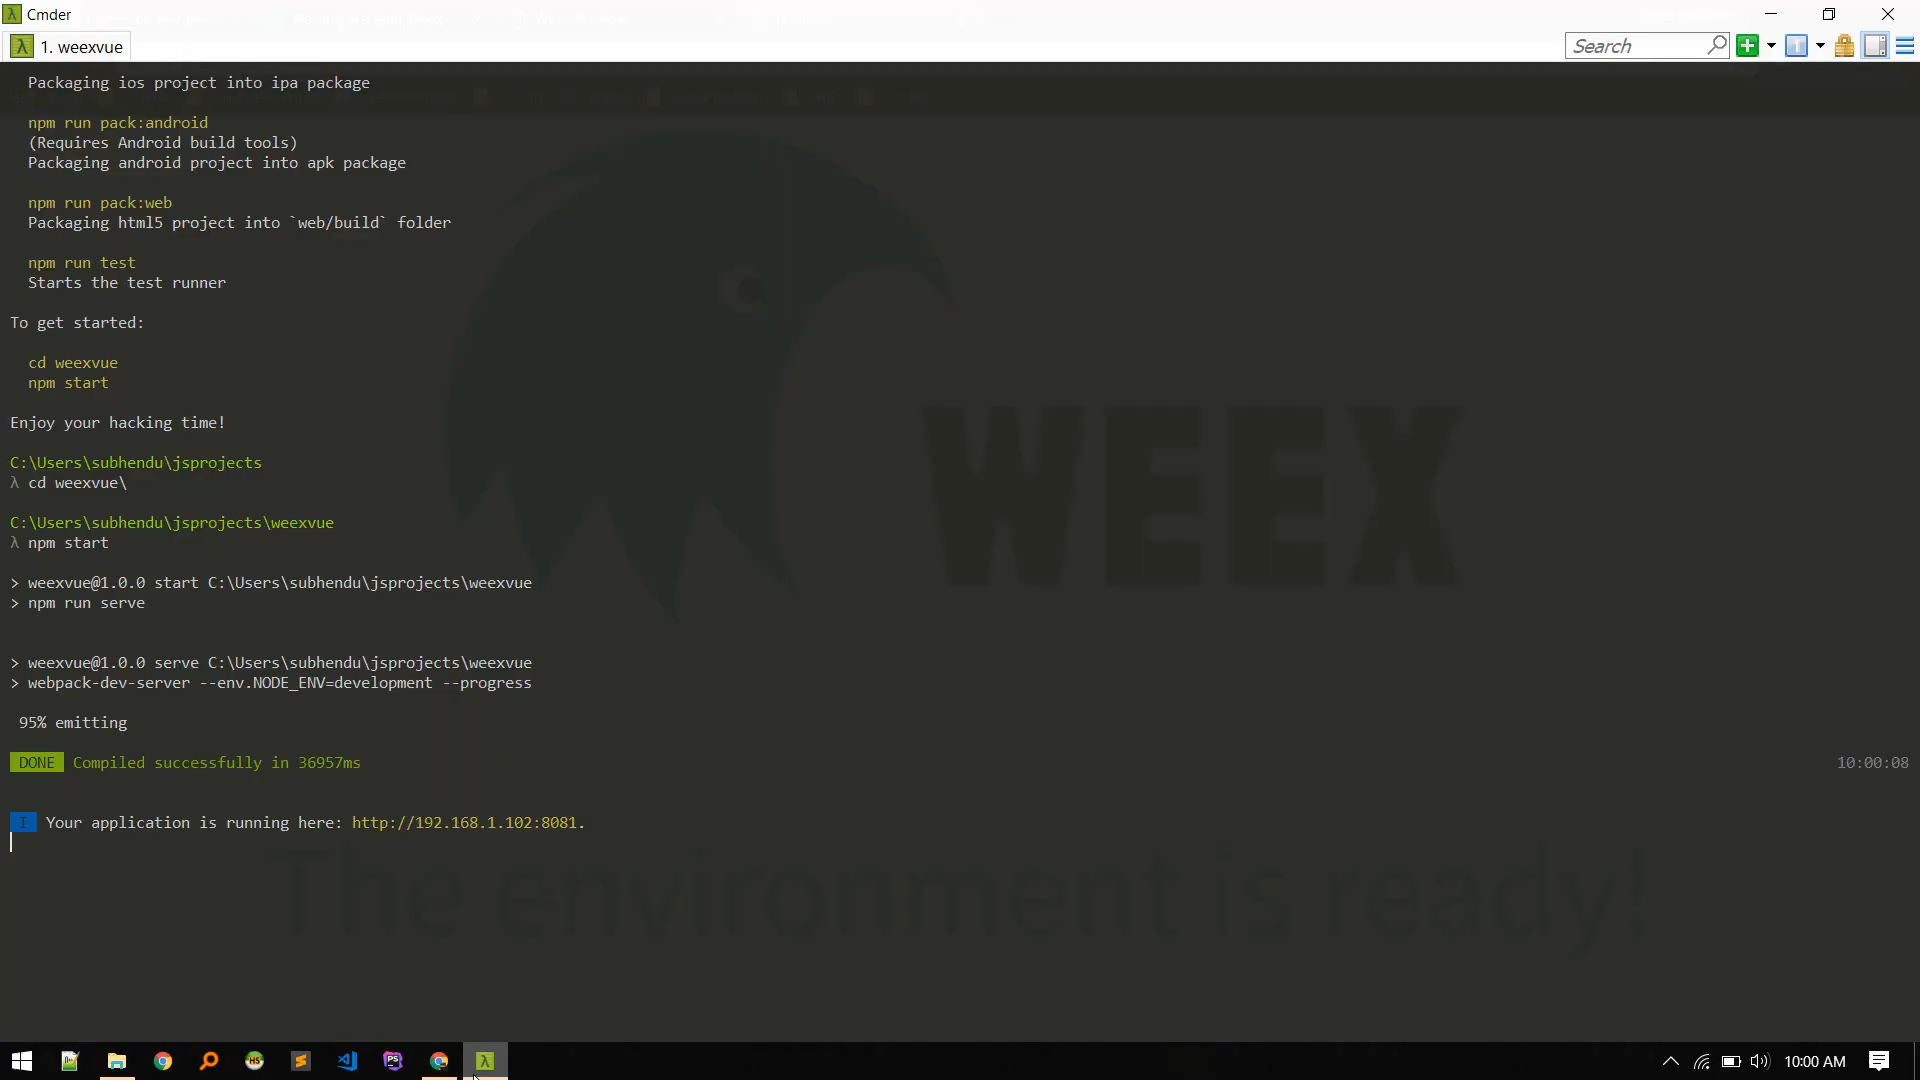 Cmder
1. weexvue
Search
Packaging ios project into ipa package
npm run pack:android
(Requires Android build tools)
Packaging android project into apk package
npm run pack:web
Packaging html5 project into `web/build` folder
npm run test
Starts the test runner
To get started:
cd weexvue
npm start
Enjoy your hacking time!
C:\Users\subhendu\jsprojects
λ cd weexvue\
C:\Users\subhendu\jsprojects\weexvue
λ npm start
> weexvue@1.0.0 start C:\Users\subhendu\jsprojects\weexvue
> npm run serve
> weexvue@1.0.0 serve C:\Users\subhendu\jsprojects\weexvue
> webpack-dev-server --env.NODE_ENV=development --progress
95% emitting
DONE Compiled successfully in 36957ms 10:00:08
I Your application is running here: http://192.168.1.102:8081.
WEEX
The environment is ready!
10:00 AM